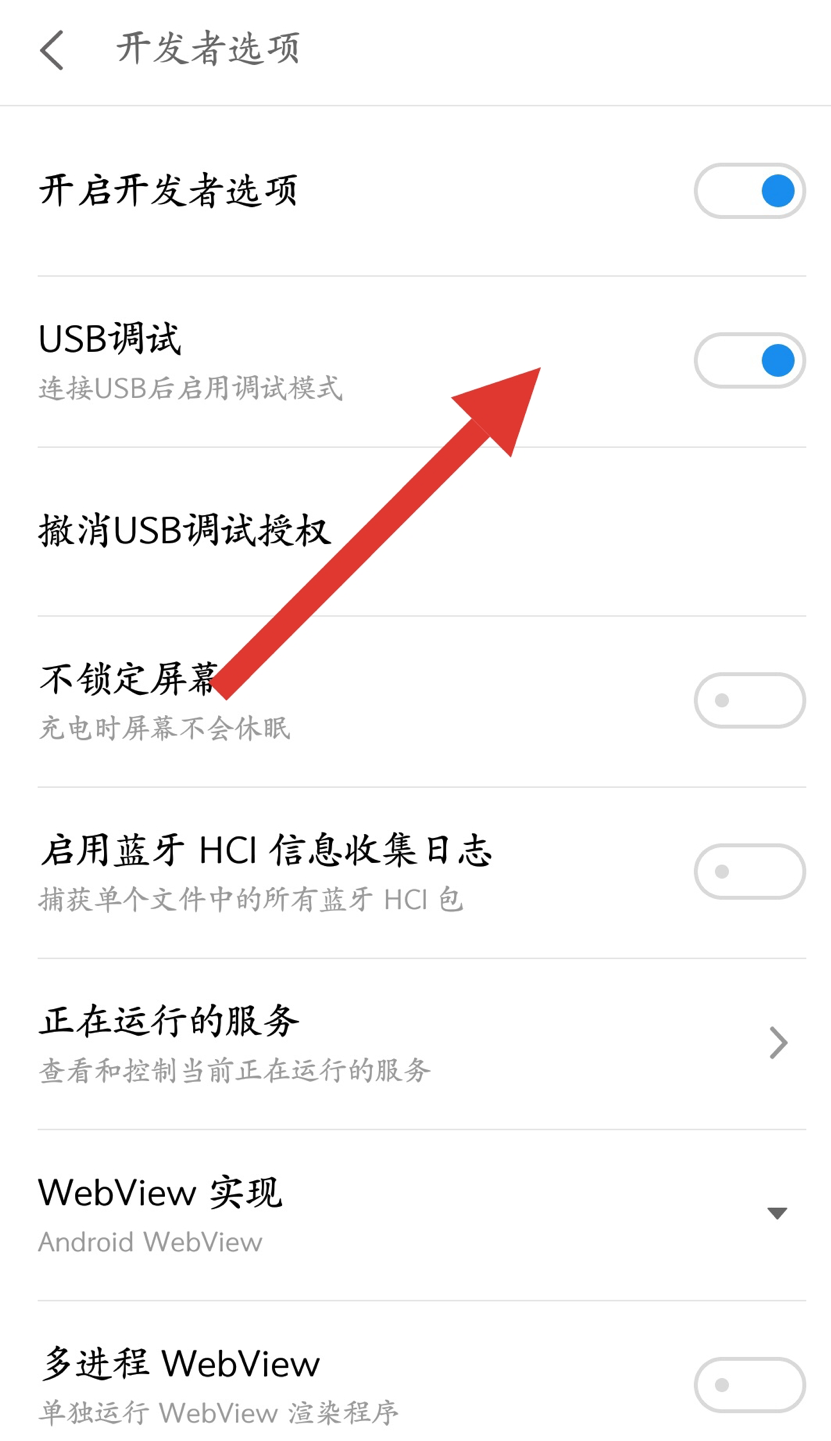 开发者选项
开启开发者选项
USB调试
连接USB后启用调试模式
撤消USB调试授权
不锁定屏幕
充电时屏幕不会休眠
启用蓝牙 HCI 信息收集日志
捕获单个文件中的所有蓝牙 HCI 包
正在运行的服务
查看和控制当前正在运行的服务
WebView 实现
Android WebView
多进程 WebView
单独运行 WebView 渲染程序